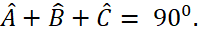 Â + B̂ + Ĉ = 90⁰.